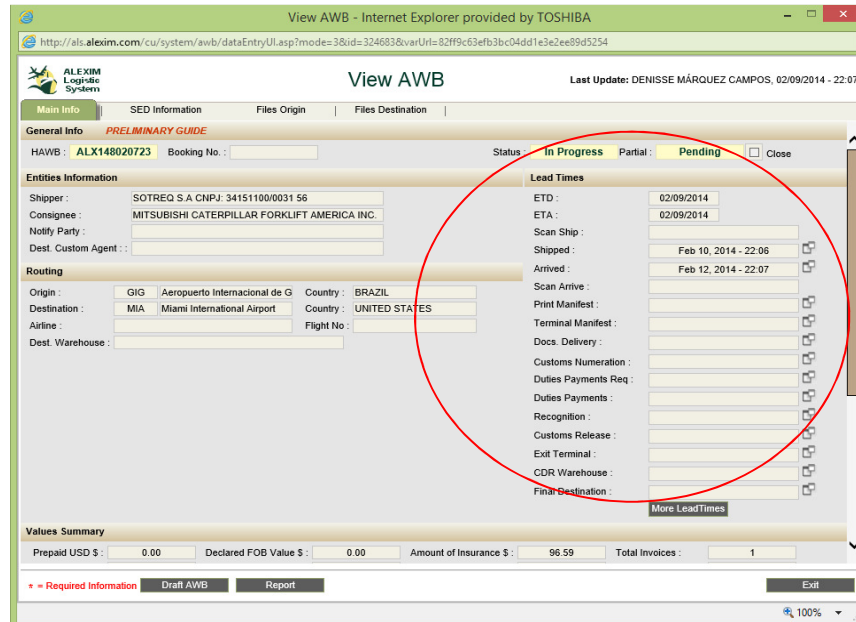 View AWB - Internet Explorer provided by TOSHIBA
http://als.alexim.com/cu/system/awb/dataEntryUI.asp?mode=3&id=324683&varUrl=82ff9c63efb3bc04dd1e3e2ee89d5254
ALEXIM
Logistic
System
View AWB
Last Update: DENISSE MÁRQUEZ CAMPOS, 02/09/2014 - 22:07
Main Info | SED Information Files Origin | Files Destination |
General Info PRELIMINARY GUIDE
HAWB : ALX148020723 Booking No. : Status : In Progress Partial : Pending Close
Entities Information
Shipper : SOTREQ S.A CNPJ: 34151100/0031 56
Consignee : MITSUBISHI CATERPILLAR FORKLIFT AMERICA INC.
Notify Party :
Dest. Custom Agent : :
Routing
Origin : GIG Aeropuerto Internacional de G Country : BRAZIL
Destination : MIA Miami International Airport Country : UNITED STATES
Airline : Flight No :
Dest. Warehouse :
Lead Times
ETD : 02/09/2014
ETA : 02/09/2014
Scan Ship :
Shipped : Feb 10, 2014 - 22:06
Arrived : Feb 12, 2014 - 22:07
Scan Arrive :
Print Manifest :
Terminal Manifest :
Docs. Delivery :
Customs Numeration :
Duties Payments Req :
Duties Payments :
Recognition :
Customs Release :
Exit Terminal :
CDR Warehouse :
Final Destination :
More LeadTimes
Values Summary
Prepaid USD $ : 0.00 Declared FOB Value $ : 0.00 Amount of Insurance $ : 96.59 Total Invoices : 1
* = Required Information Draft AWB Report Exit
100%